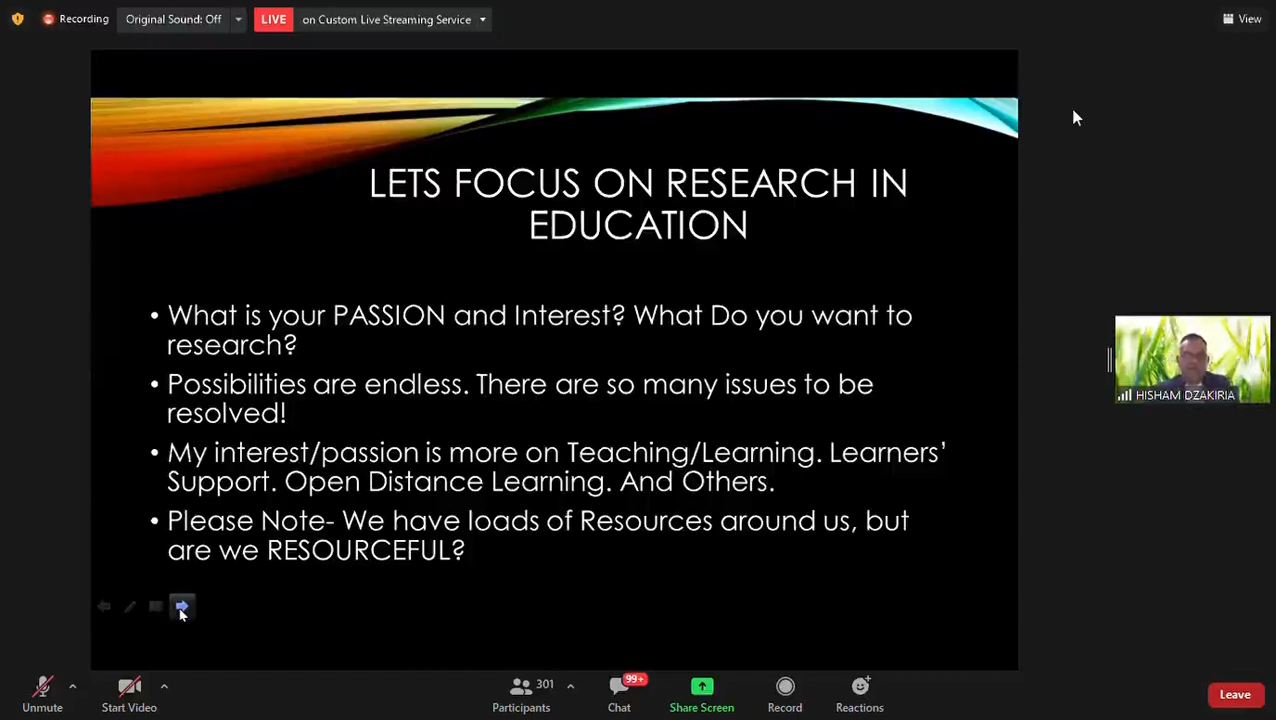 Recording
Original Sound: Off
LIVE
on Custom Live Streaming Service
View
LETS FOCUS ON RESEARCH IN
EDUCATION
• What is your PASSION and Interest? What Do you want to
research?
• Possibilities are endless. There are so many issues to be
resolved!
• My interest/passion is more on Teaching/Learning. Learners’
Support. Open Distance Learning. And Others.
• Please Note- We have loads of Resources around us, but
are we RESOURCEFUL?
HISHAM DZAKIRIA
Unmute
Start Video
301
Participants
99+
Chat
Share Screen
Record
Reactions
Leave